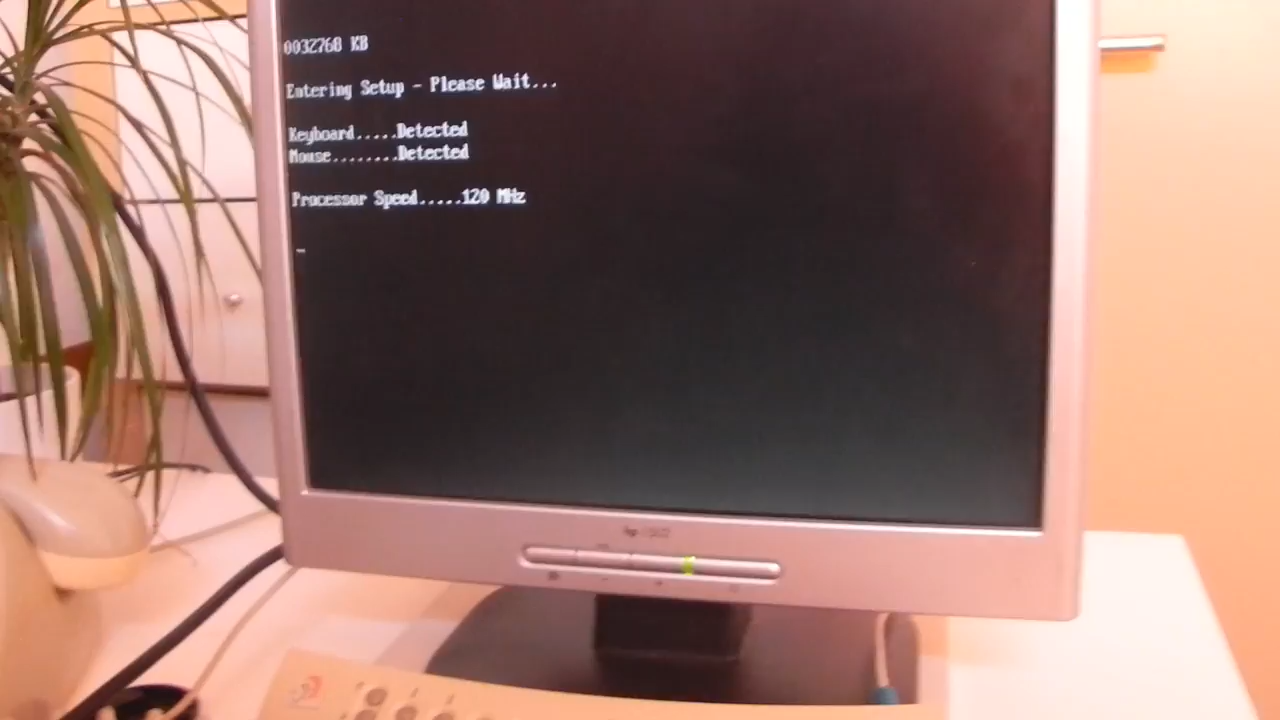 0032768 KB
Entering Setup - Please Wait...
Keyboard.....Detected
Mouse........Detected
Processor Speed.....120 MHz